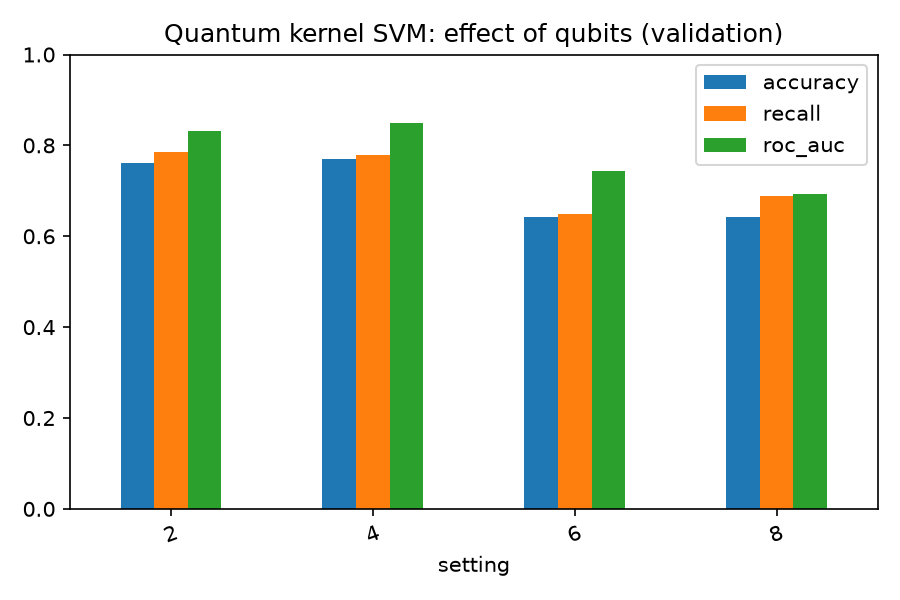 Quantum kernel SVM: effect of qubits (validation)
1.0
0.8
0.6
0.4
0.2
0.0
accuracy
recall
roc_auc
2 4 6 8
setting